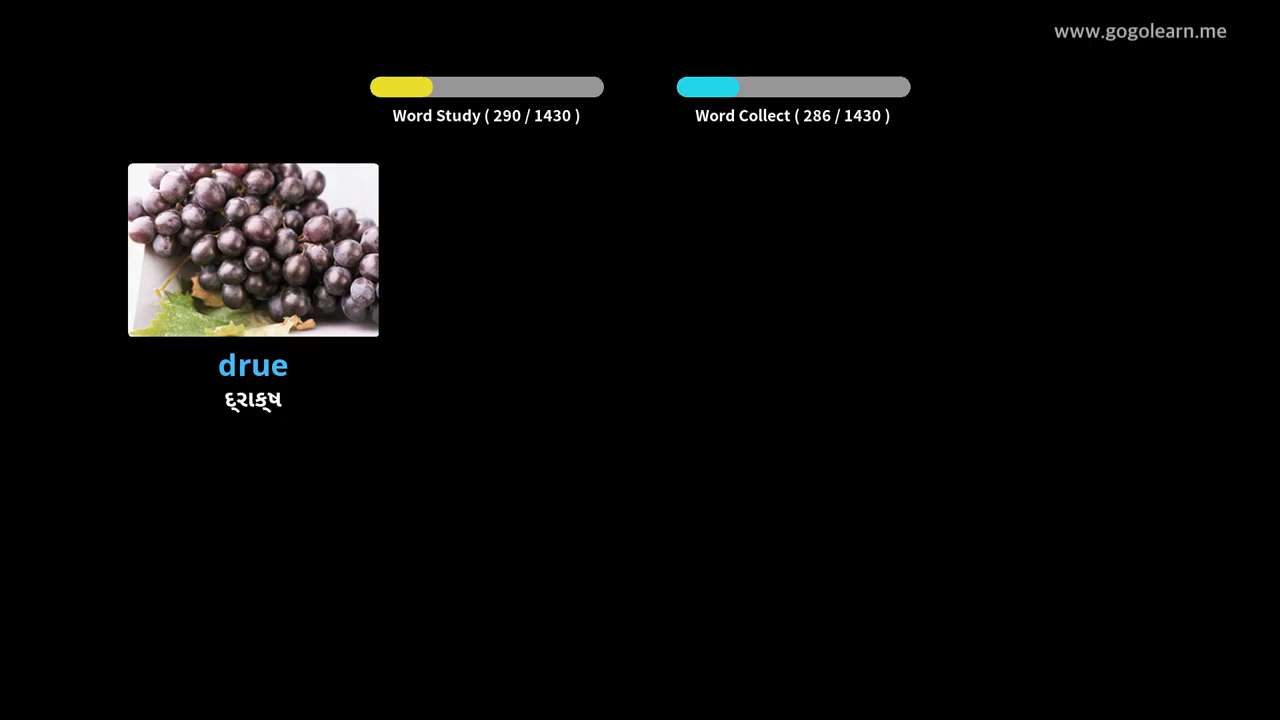 www.gogolearn.me
Word Study ( 290 / 1430 )
Word Collect ( 286 / 1430 )
drue
દ્રાક્ષ